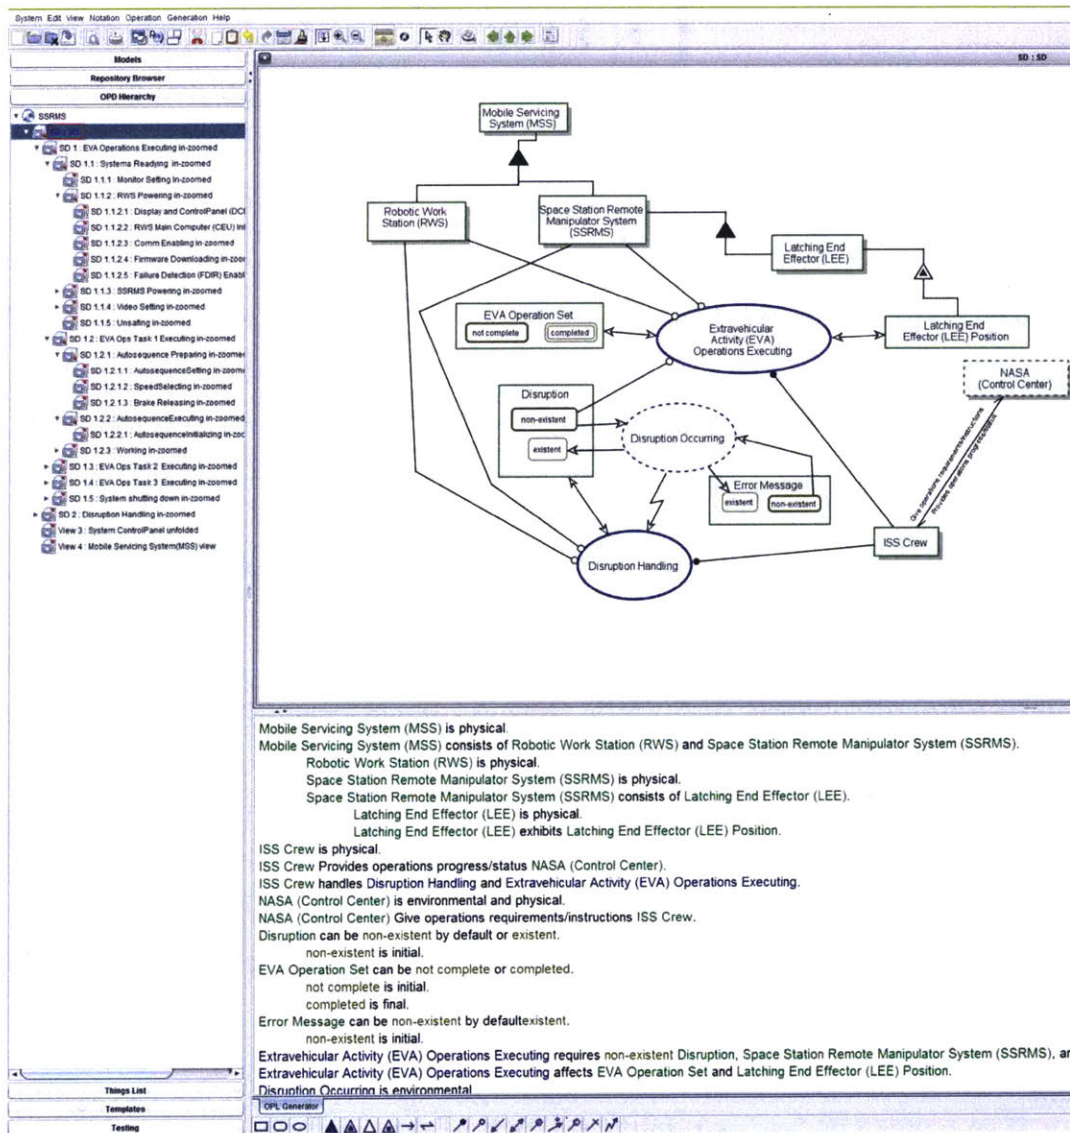 System Edit View Notation Operation Generation Help
Models
Repository Browser
OPD Hierarchy
SSRMS
SD 1 : EVA Operations Executing in-zoomed
SD 1.1 : Systems Readying in-zoomed
SD 1.1.1 : Monitor Setting in-zoomed
SD 1.1.2 : RWS Powering in-zoomed
SD 1.1.2.1 : Display and ControlPanel (DCI
SD 1.1.2.2 : RWS Main Computer (CEU) Ini
SD 1.1.2.3 : Comm Enabling in-zoomed
SD 1.1.2.4 : Firmware Downloading in-zoor
SD 1.1.2.5 : Failure Detection (FDIR) Enabl
SD 1.1.3 : SSRMS Powering in-zoomed
SD 1.1.4 : Video Setting in-zoomed
SD 1.1.5 : Unsafing in-zoomed
SD 1.2 : EVA Ops Task 1 Executing in-zoomed
SD 1.2.1 : Autosequence Preparing in-zoomed
SD 1.2.1.1 : AutosequenceSetting in-zoom
SD 1.2.1.2 : SpeedSelecting in-zoomed
SD 1.2.1.3 : Brake Releasing in-zoomed
SD 1.2.2 : AutosequenceExecuting in-zoomed
SD 1.2.2.1 : AutosequenceInitializing in-zoc
SD 1.2.3 : Working in-zoomed
SD 1.3 : EVA Ops Task 2 Executing in-zoomed
SD 1.4 : EVA Ops Task 3 Executing in-zoomed
SD 1.5 : System shutting down in-zoomed
SD 2 : Disruption Handling in-zoomed
View 3 : System ControlPanel unfolded
View 4 : Mobile Servicing System(MSS) view
Things List
Templates
Testing
SD : SD
Mobile Servicing
System (MSS)
Robotic Work
Station (RWS)
Space Station Remote
Manipulator System
(SSRMS)
Latching End
Effector (LEE)
EVA Operation Set
not complete
completed
Extravehicular
Activity (EVA)
Operations Executing
Latching End
Effector (LEE) Position
NASA
(Control Center)
Disruption
non-existent
existent
Disruption Occurring
Error Message
existent
non-existent
Give operations requirements/instructions
Provides operations progress/status
ISS Crew
Disruption Handling
Mobile Servicing System (MSS) is physical.
Mobile Servicing System (MSS) consists of Robotic Work Station (RWS) and Space Station Remote Manipulator System (SSRMS).
Robotic Work Station (RWS) is physical.
Space Station Remote Manipulator System (SSRMS) is physical.
Space Station Remote Manipulator System (SSRMS) consists of Latching End Effector (LEE).
Latching End Effector (LEE) is physical.
Latching End Effector (LEE) exhibits Latching End Effector (LEE) Position.
ISS Crew is physical.
ISS Crew Provides operations progress/status NASA (Control Center).
ISS Crew handles Disruption Handling and Extravehicular Activity (EVA) Operations Executing.
NASA (Control Center) is environmental and physical.
NASA (Control Center) Give operations requirements/instructions ISS Crew.
Disruption can be non-existent by default or existent.
non-existent is initial.
EVA Operation Set can be not complete or completed.
not complete is initial.
completed is final.
Error Message can be non-existent by defaultexistent.
non-existent is initial.
Extravehicular Activity (EVA) Operations Executing requires non-existent Disruption, Space Station Remote Manipulator System (SSRMS), ar
Extravehicular Activity (EVA) Operations Executing affects EVA Operation Set and Latching End Effector (LEE) Position.
Disruption Occurring is environmental
OPL Generator